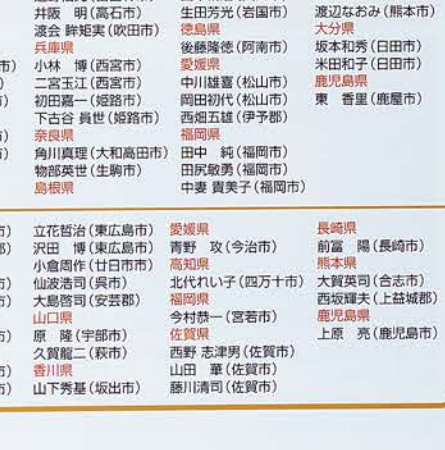 井阪　明(高石市)
渡会 眸矩実(吹田市)
兵庫県
小林　博(西宮市)
二宮玉江(西宮市)
初田嘉一(姫路市)
下古谷 員世(姫路市)
奈良県
角川真理(大和高田市)
物部英世(生駒市)
島根県
生田芳光(岩国市)
徳島県
後藤隆徳(阿南市)
愛媛県
中川雄喜(松山市)
岡田初代(松山市)
西畑五雄(伊予郡)
福岡県
田中　純(福岡市)
田尻敏勇(福岡市)
中妻 貴美子(福岡市)
渡辺なおみ(熊本市)
大分県
坂本和秀(日田市)
米田和子(日田市)
鹿児島県
東　香里(鹿屋市)
立花哲治(東広島市)
沢田　博(東広島市)
小倉周作(廿日市市)
仙波浩司(呉市)
大島啓司(安芸郡)
山口県
原　隆(宇部市)
久賀龍二(萩市)
香川県
山下秀基(坂出市)
愛媛県
青野　攻(今治市)
高知県
北代れい子(四万十市)
福岡県
今村恭一(宮若市)
佐賀県
西野 志津男(佐賀市)
山田　華(佐賀市)
藤川清司(佐賀市)
長崎県
前冨　陽(長崎市)
熊本県
大賀英司(合志市)
西坂輝夫(上益城郡)
鹿児島県
上原　亮(鹿児島市)